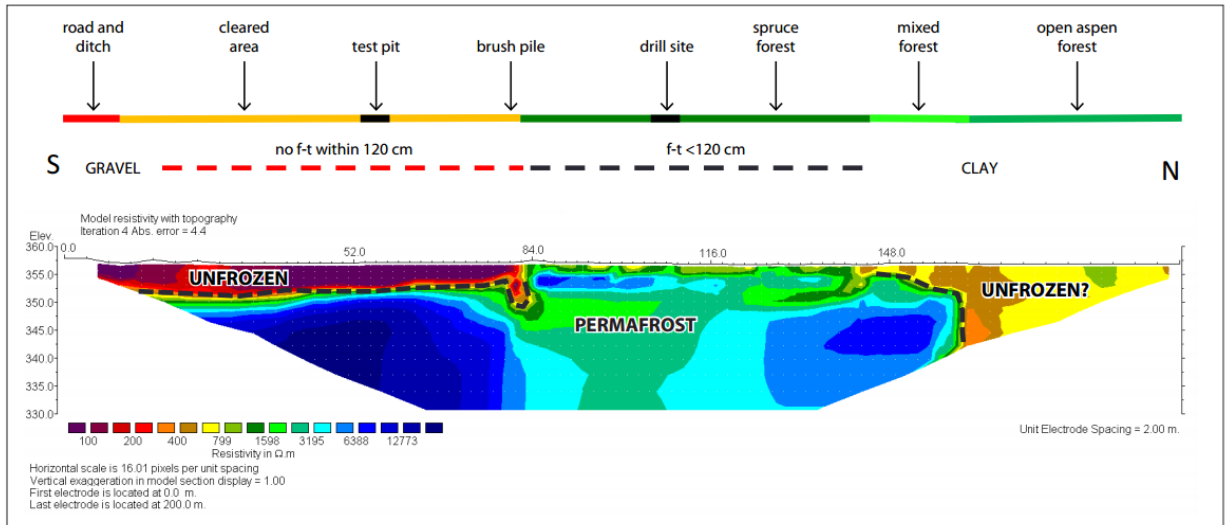 road and ditch
cleared area
test pit
brush pile
drill site
spruce forest
mixed forest
open aspen forest
no f-t within 120 cm
f-t <120 cm
S
GRAVEL
CLAY
N
Model resistivity with topography
Iteration 4 Abs. error = 4.4
Elev.
0.0 52.0 84.0 116.0 148.0
360.0
355.0
350.0
345.0
340.0
335.0
330.0
UNFROZEN
PERMAFROST
UNFROZEN?
100 200 400 799 1598 3195 6388 12773
Resistivity in Ω.m
Unit Electrode Spacing = 2.00 m.
Horizontal scale is 16.01 pixels per unit spacing
Vertical exaggeration in model section display = 1.00
First electrode is located at 0.0 m.
Last electrode is located at 200.0 m.